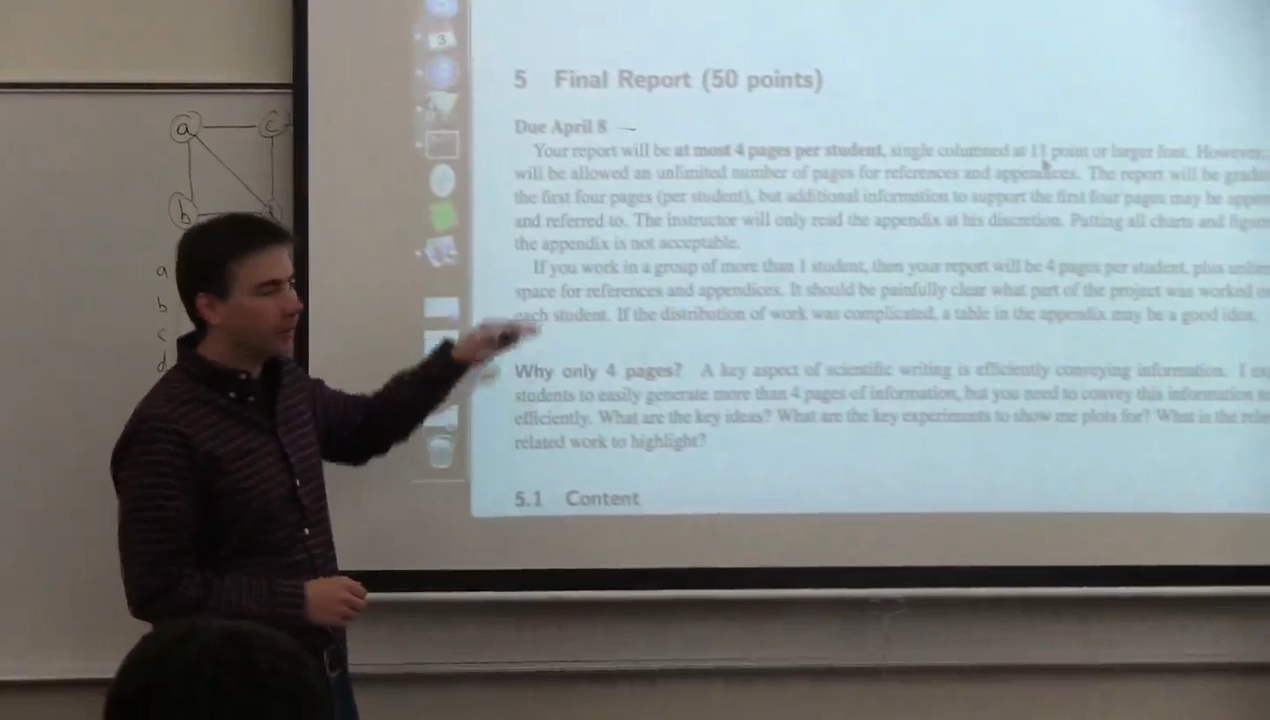 a c
b
a
b
c
d
3
5 Final Report (50 points)
Due April 8
Your report will be at most 4 pages per student, single columned at 11 point or larger font. However,
will be allowed an unlimited number of pages for references and appendices. The report will be
the first four pages (per student), but additional information to support the first four pages may be
and referred to. The instructor will only read the appendix at his discretion. Putting all charts and
the appendix is not acceptable.
If you work in a group of more than 1 student, then your report will be 4 pages per student, plus
space for references and appendices. It should be painfully clear what part of the project was worked
each student. If the distribution of work was complicated, a table in the appendix may be a good idea.
Why only 4 pages? A key aspect of scientific writing is efficiently conveying information. I
students to easily generate more than 4 pages of information, but you need to convey this information
efficiently. What are the key ideas? What are the key experiments to show me plots for? What is the
related work to highlight?
5.1 Content